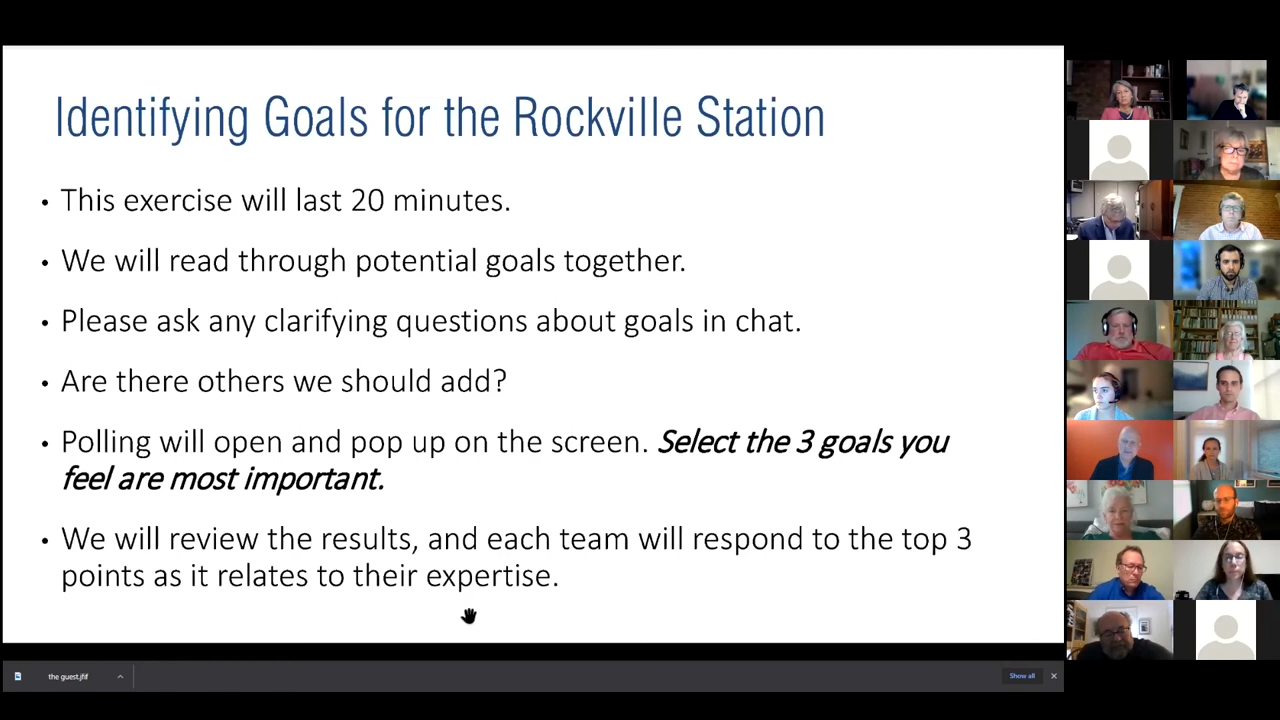 Identifying Goals for the Rockville Station
• This exercise will last 20 minutes.
• We will read through potential goals together.
• Please ask any clarifying questions about goals in chat.
• Are there others we should add?
• Polling will open and pop up on the screen. Select the 3 goals you
feel are most important.
• We will review the results, and each team will respond to the top 3
points as it relates to their expertise.
the guest.jfif
Show all